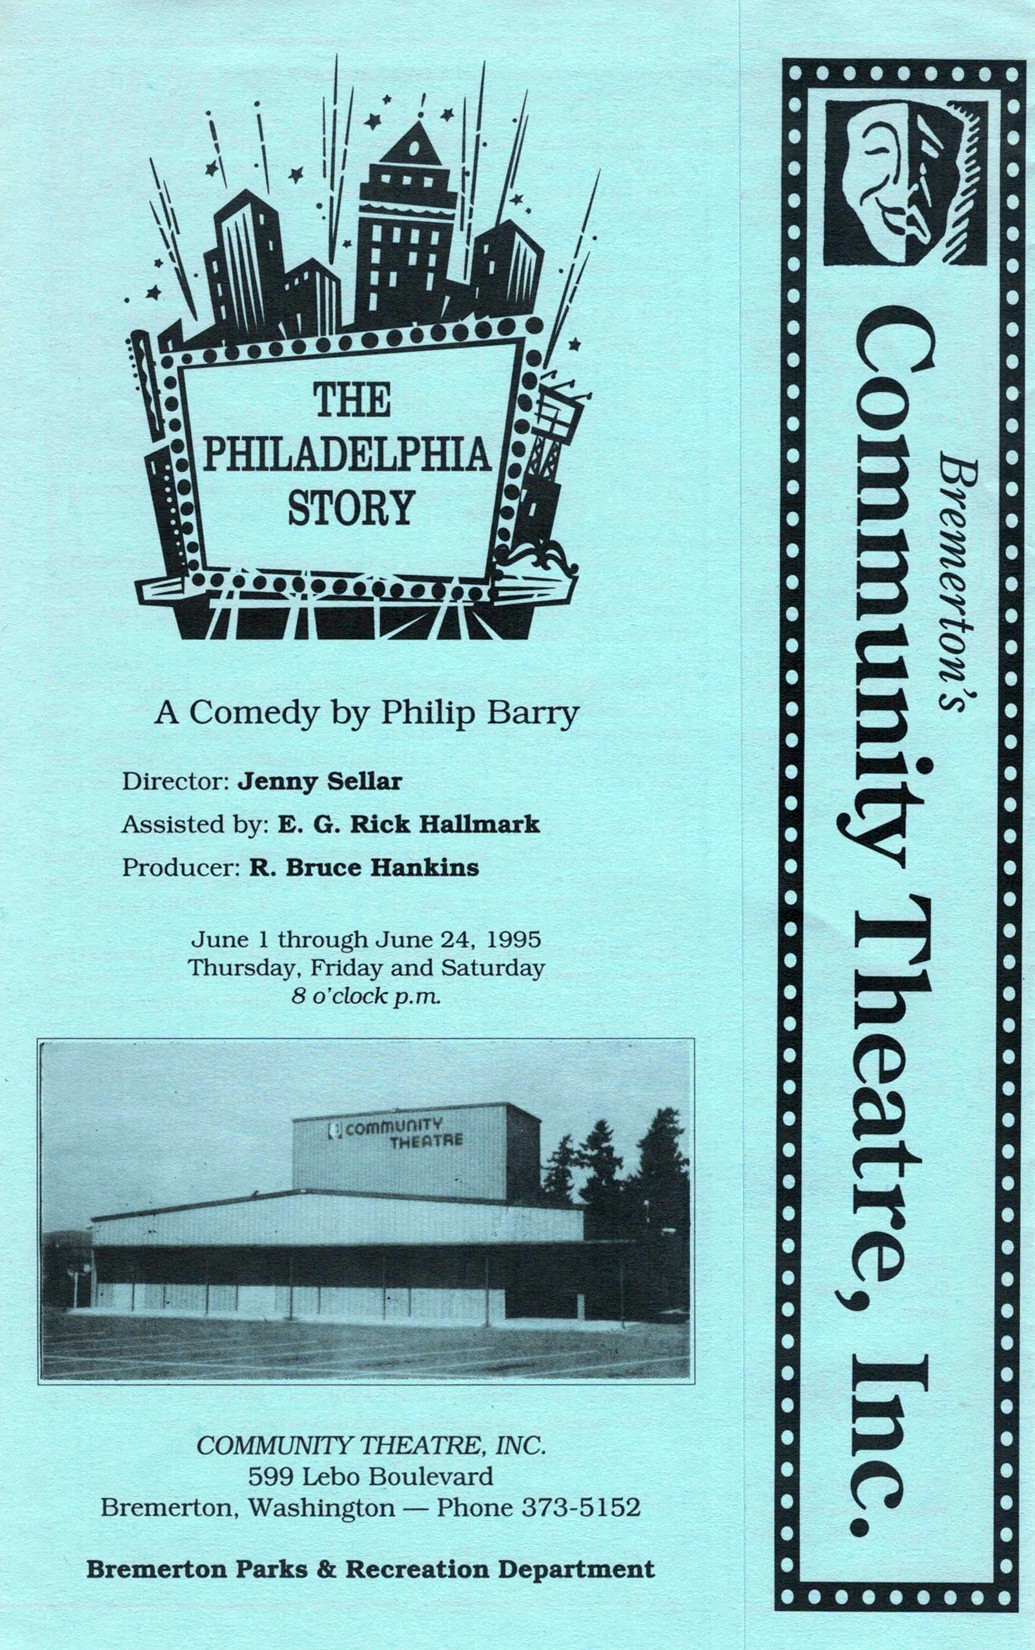 THE
PHILADELPHIA
STORY
A Comedy by Philip Barry
Director: Jenny Sellar
Assisted by: E. G. Rick Hallmark
Producer: R. Bruce Hankins
June 1 through June 24, 1995
Thursday, Friday and Saturday
8 o'clock p.m.
COMMUNITY
THEATRE
COMMUNITY THEATRE, INC.
599 Lebo Boulevard
Bremerton, Washington — Phone 373-5152
Bremerton Parks & Recreation Department
Bremerton's
Community Theatre, Inc.